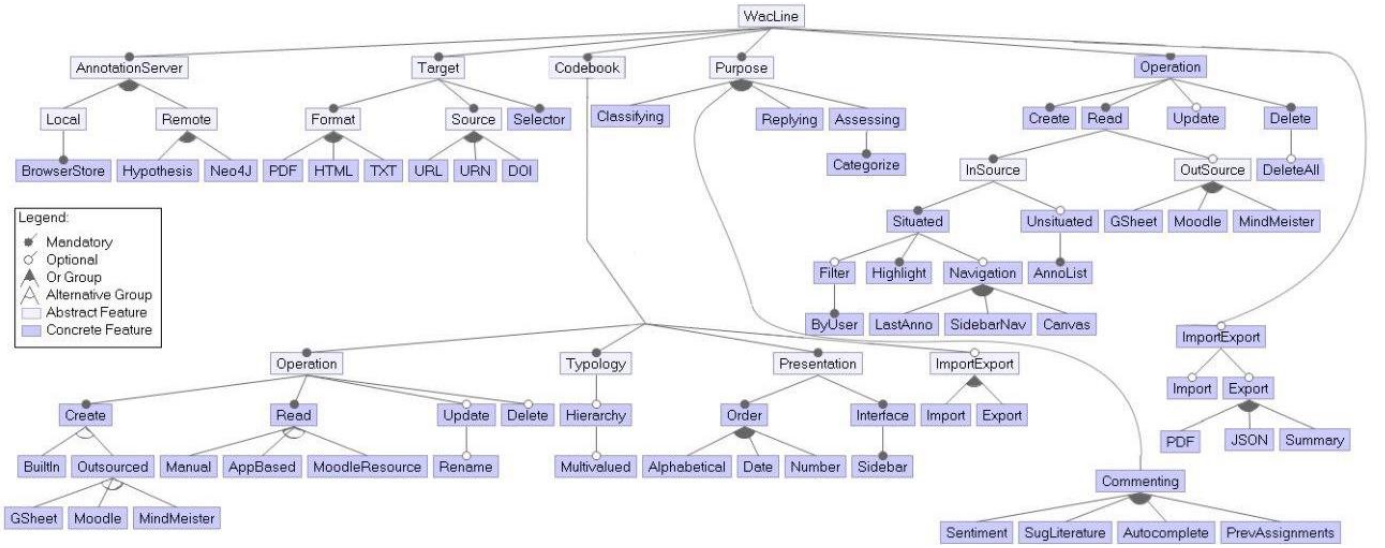 WacLine
AnnotationServer Target Codebook Purpose Operation
Local Remote Format Source Selector Classifying Replying Assessing Create Read Update Delete
BrowserStore Hypothesis Neo4J PDF HTML TXT URL URN DOI Categorize InSource OutSource DeleteAll
Legend:
Mandatory
Optional
Or Group
Alternative Group
Abstract Feature
Concrete Feature
Situated Unsituated GSheet Moodle MindMeister
Filter Highlight Navigation AnnoList
ByUser LastAnno SidebarNav Canvas
ImportExport
Operation Typology Presentation ImportExport
Import Export
Create Read Update Delete Hierarchy Order Interface Import Export
PDF JSON Summary
BuiltIn Outsourced Manual AppBased MoodleResource Rename Multivalued Alphabetical Date Number Sidebar
Commenting
GSheet Moodle MindMeister
Sentiment SugLiterature Autocomplete PrevAssignments